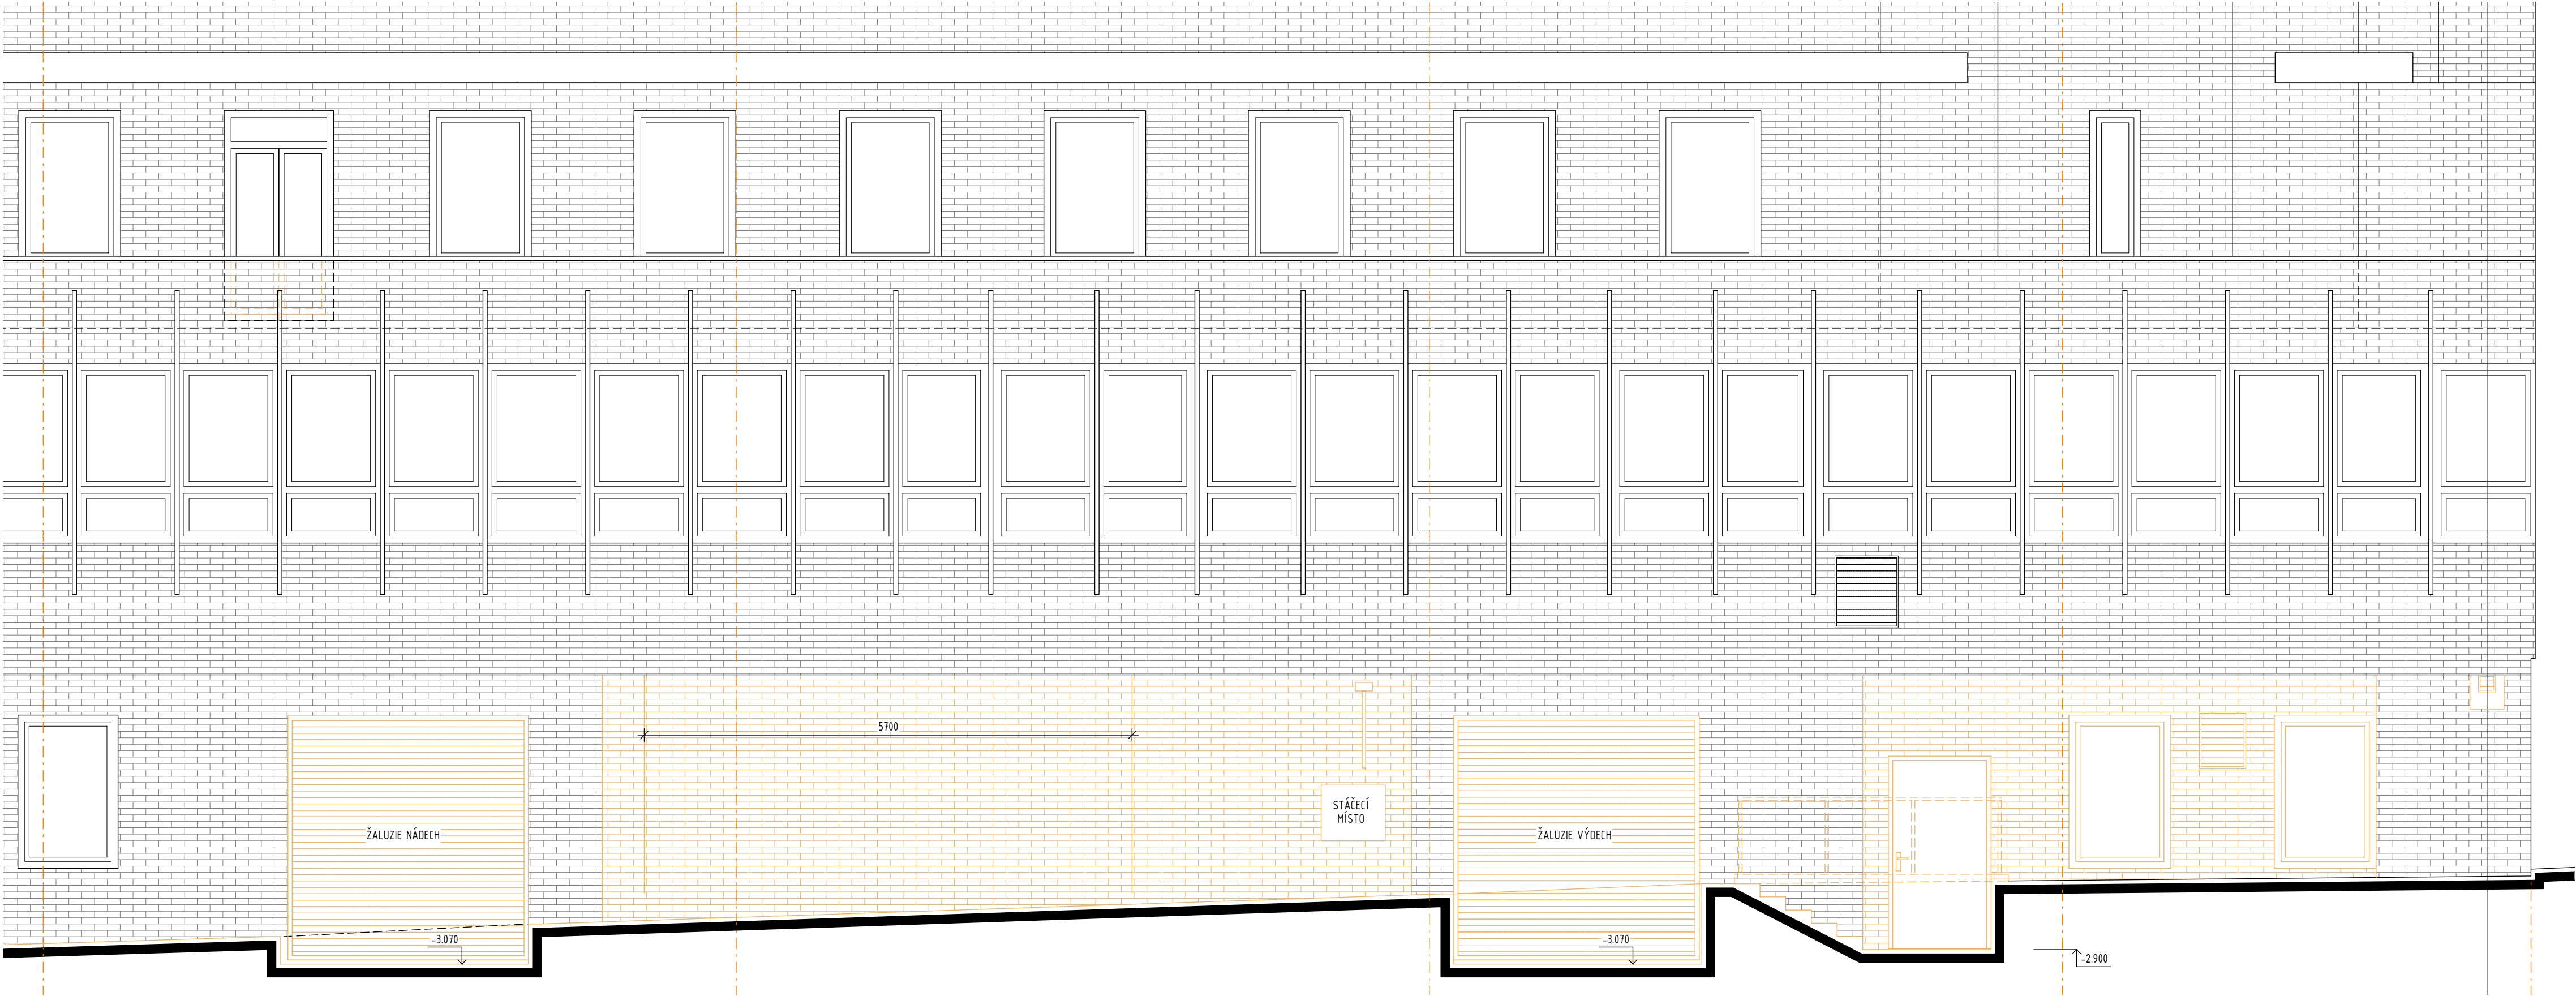 5700
STÁČECÍ
MÍSTO
ŽALUZIE NÁDECH
ŽALUZIE VÝDECH
-3.070
-3.070
-2.900